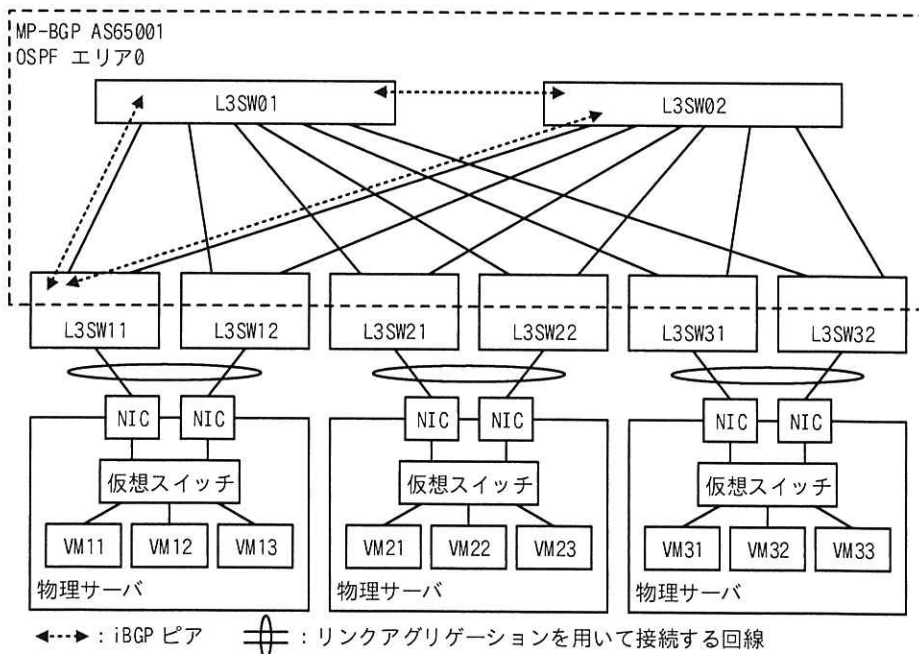 MP-BGP AS65001
OSPF エリア0
L3SW01
L3SW02
L3SW11
L3SW12
L3SW21
L3SW22
L3SW31
L3SW32
NIC
NIC
NIC
NIC
NIC
NIC
仮想スイッチ
仮想スイッチ
仮想スイッチ
VM11
VM12
VM13
VM21
VM22
VM23
VM31
VM32
VM33
物理サーバ
物理サーバ
物理サーバ
：iBGP ピア
：リンクアグリゲーションを用いて接続する回線